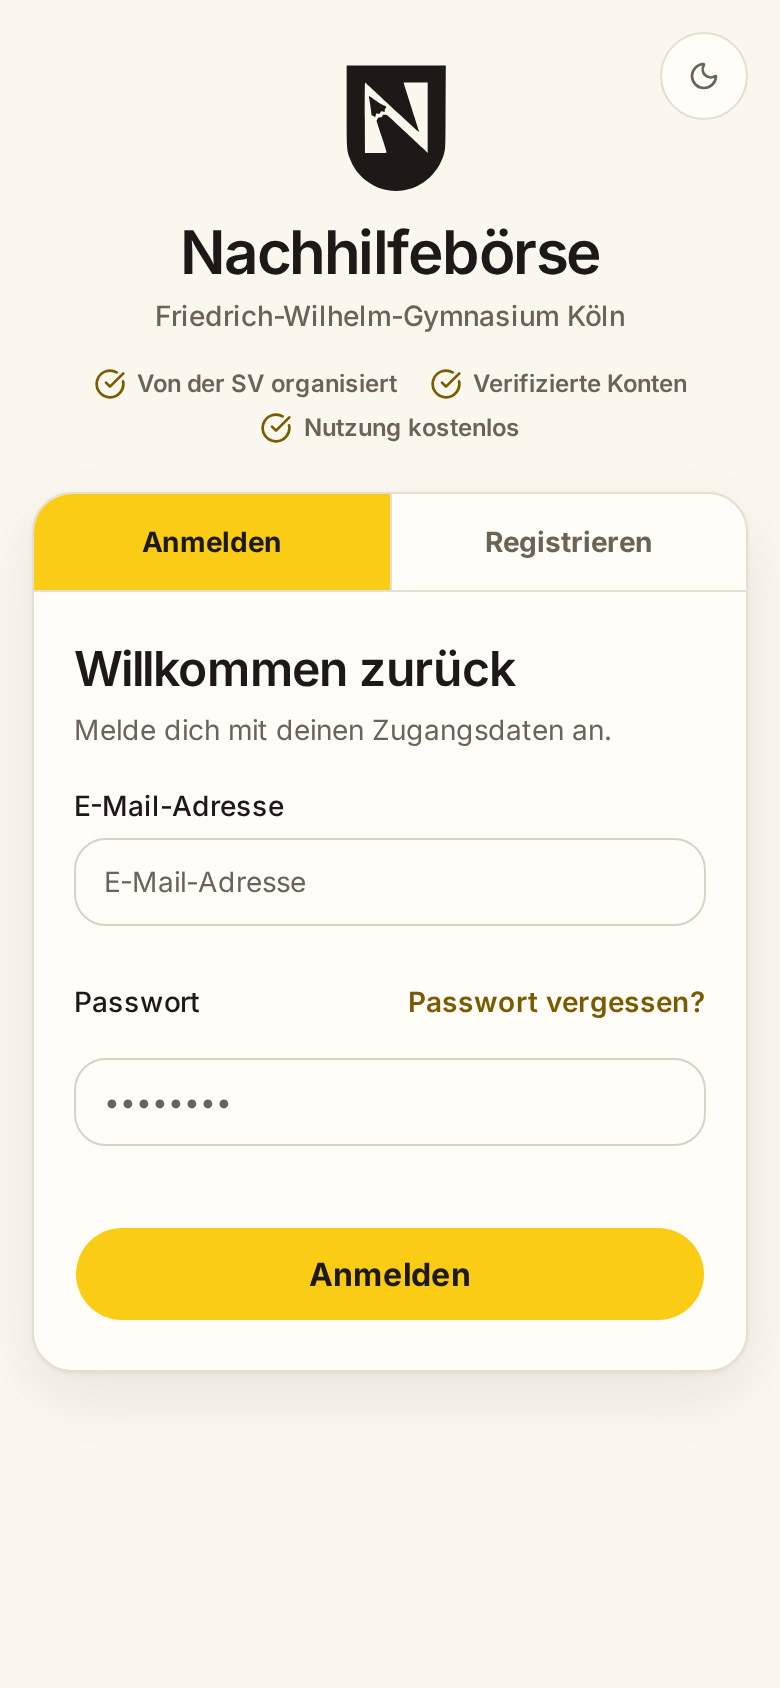 N
Nachhilfebörse
Friedrich-Wilhelm-Gymnasium Köln
Von der SV organisiert Verifizierte Konten
Nutzung kostenlos
Anmelden Registrieren
Willkommen zurück
Melde dich mit deinen Zugangsdaten an.
E-Mail-Adresse
E-Mail-Adresse
Passwort Passwort vergessen?
••••••••
Anmelden